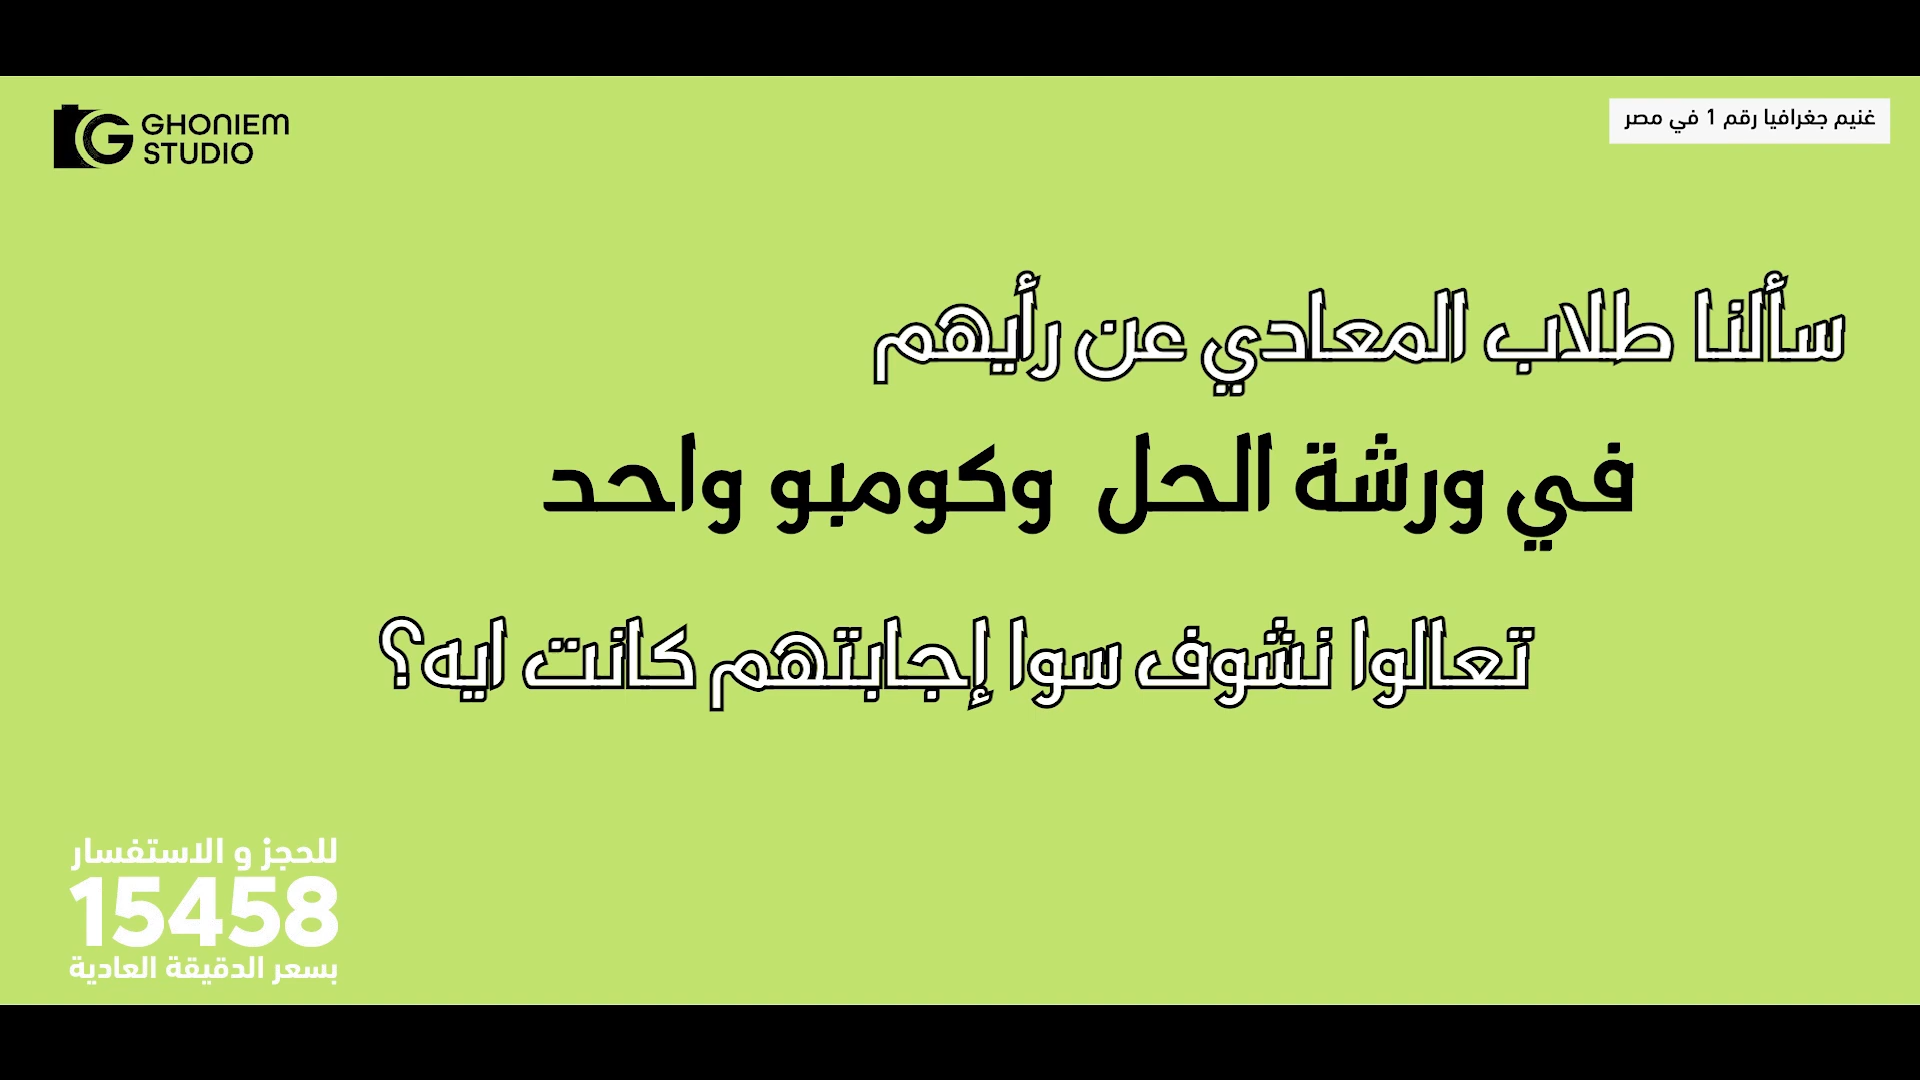 GHONIEM
STUDIO
غنيم جغرافيا رقم 1 في مصر
سألنا طلاب المعادي عن رأيهم
في ورشة الحل وكومبو واحد
تعالوا نشوف سوا إجابتهم كانت ايه؟
للحجز و الاستفسار
15458
بسعر الدقيقة العادية